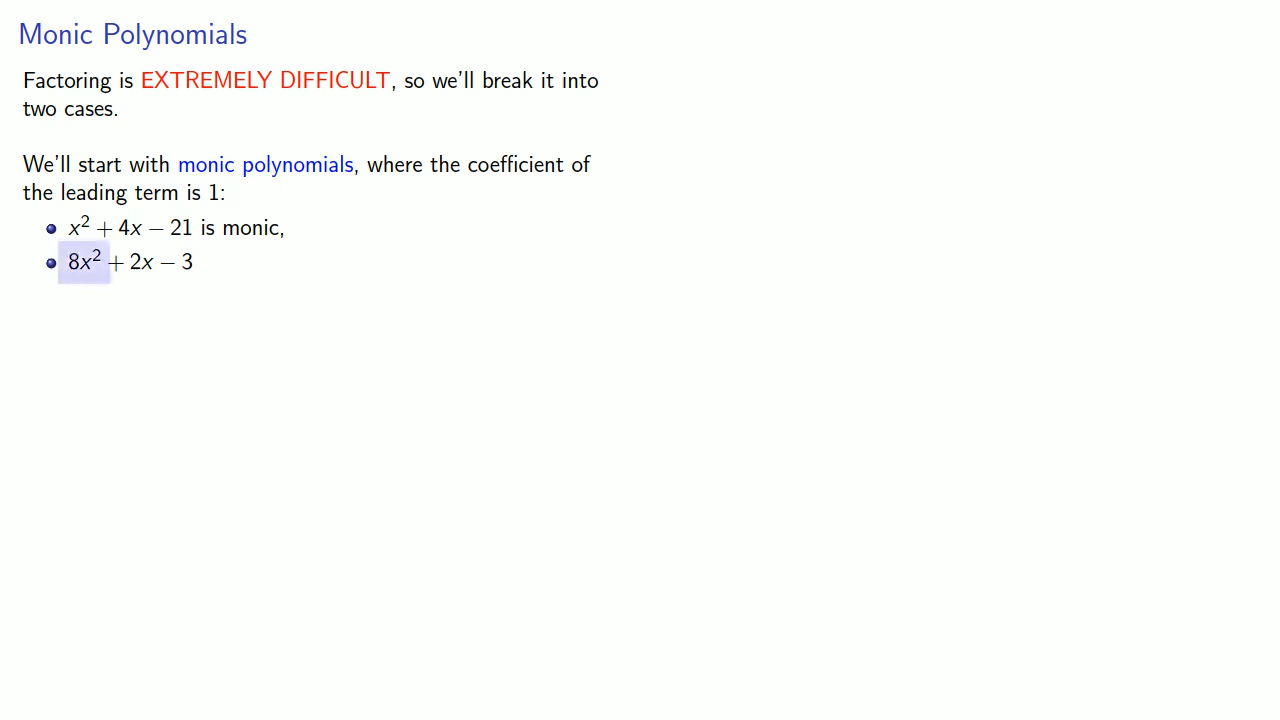 Monic Polynomials
Factoring is EXTREMELY DIFFICULT, so we'll break it into
two cases.
We'll start with monic polynomials, where the coefficient of
the leading term is 1:
x² + 4x − 21 is monic,
8x² + 2x − 3